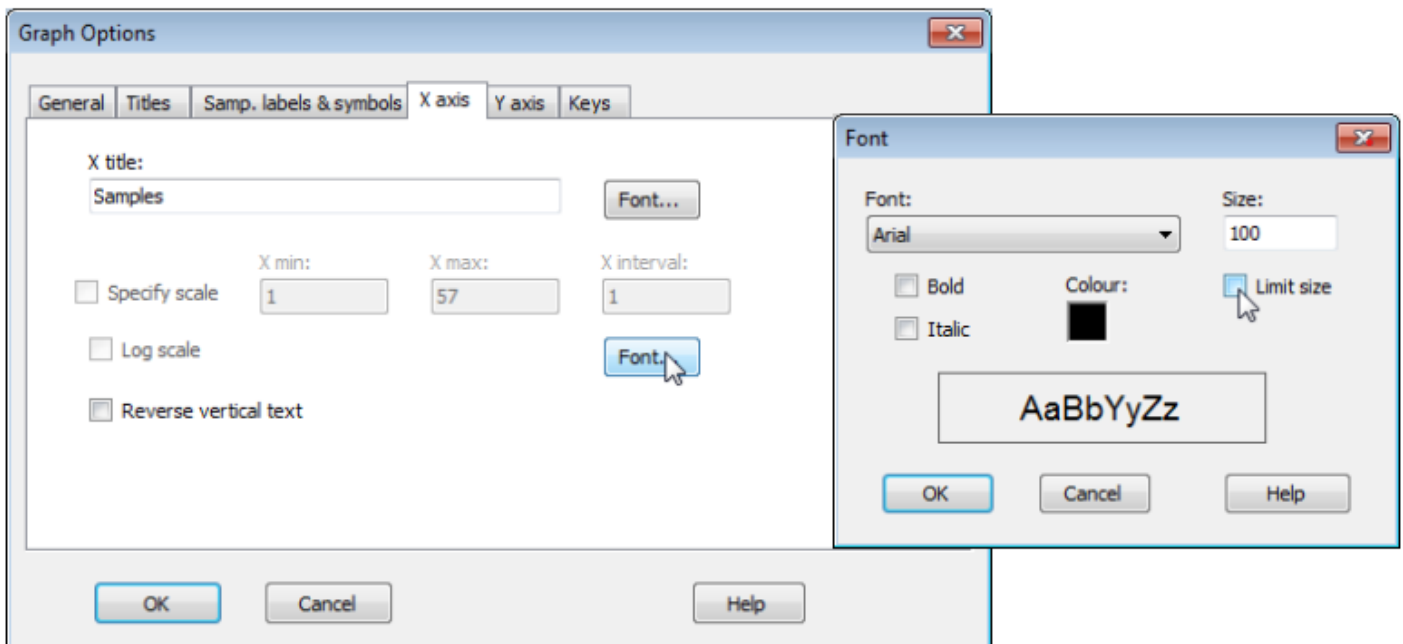 Graph Options
General Titles Samp. labels & symbols X axis Y axis Keys
X title:
Samples
Font...
X min: X max: X interval:
Specify scale 1 57 1
Log scale
Font...
Reverse vertical text
OK Cancel Help
Font
Font: Size:
Arial 100
Bold Colour: Limit size
Italic
AaBbYyZz
OK Cancel Help